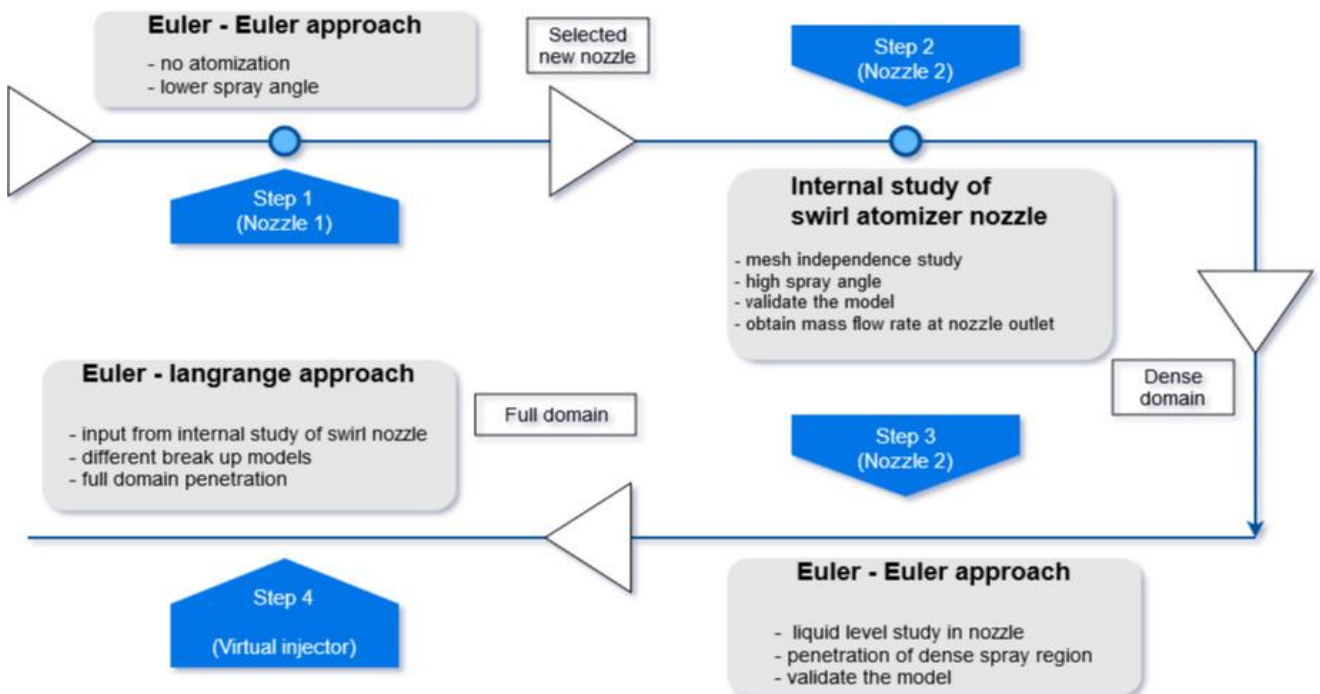 Euler - Euler approach
- no atomization
- lower spray angle
Step 1
(Nozzle 1)
Selected
new nozzle
Step 2
(Nozzle 2)
Internal study of
swirl atomizer nozzle
- mesh independence study
- high spray angle
- validate the model
- obtain mass flow rate at nozzle outlet
Dense
domain
Step 3
(Nozzle 2)
Euler - Euler approach
- liquid level study in nozzle
- penetration of dense spray region
- validate the model
Full domain
Euler - langrange approach
- input from internal study of swirl nozzle
- different break up models
- full domain penetration
Step 4
(Virtual injector)